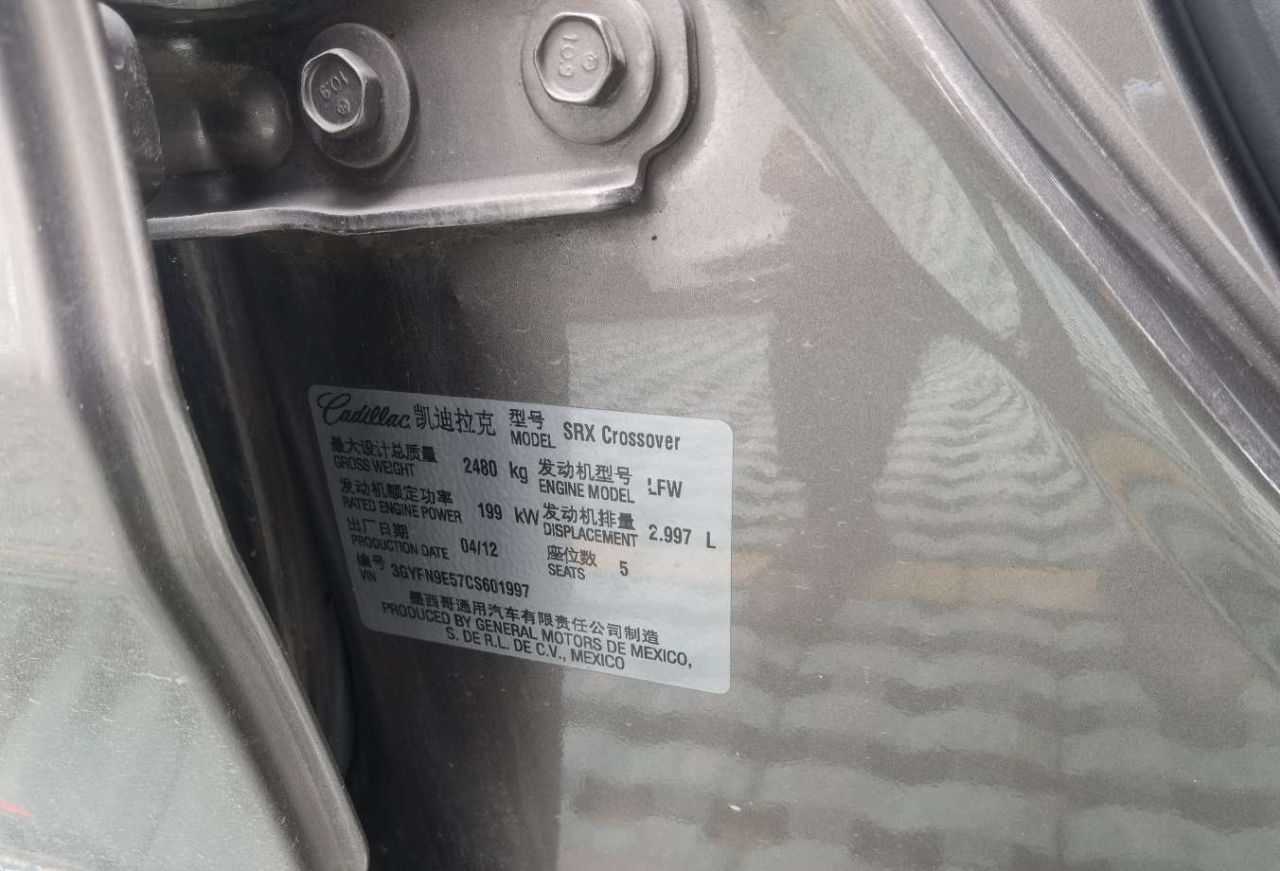 109
109
Cadillac 凯迪拉克 型号 MODEL SRX Crossover
最大设计总质量 GROSS WEIGHT 2480 kg 发动机型号 ENGINE MODEL LFW
发动机额定功率 RATED ENGINE POWER 199 kW 发动机排量 DISPLACEMENT 2.997 L
出厂日期 PRODUCTION DATE 04/12 座位数 SEATS 5
编号 VIN 3GYFN9E57CS601997
墨西哥通用汽车有限责任公司制造
PRODUCED BY GENERAL MOTORS DE MEXICO,
S. DE R.L. DE C.V., MEXICO